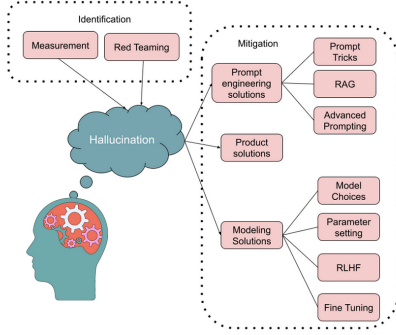 Identification
Measurement
Red Teaming
Hallucination
Mitigation
Prompt
engineering
solutions
Prompt
Tricks
RAG
Advanced
Prompting
Product
solutions
Modeling
Solutions
Model
Choices
Parameter
setting
RLHF
Fine Tuning